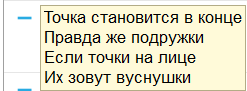 Точка становится в конце
Правда же подружки
Если точки на лице
Их зовут вуснушки